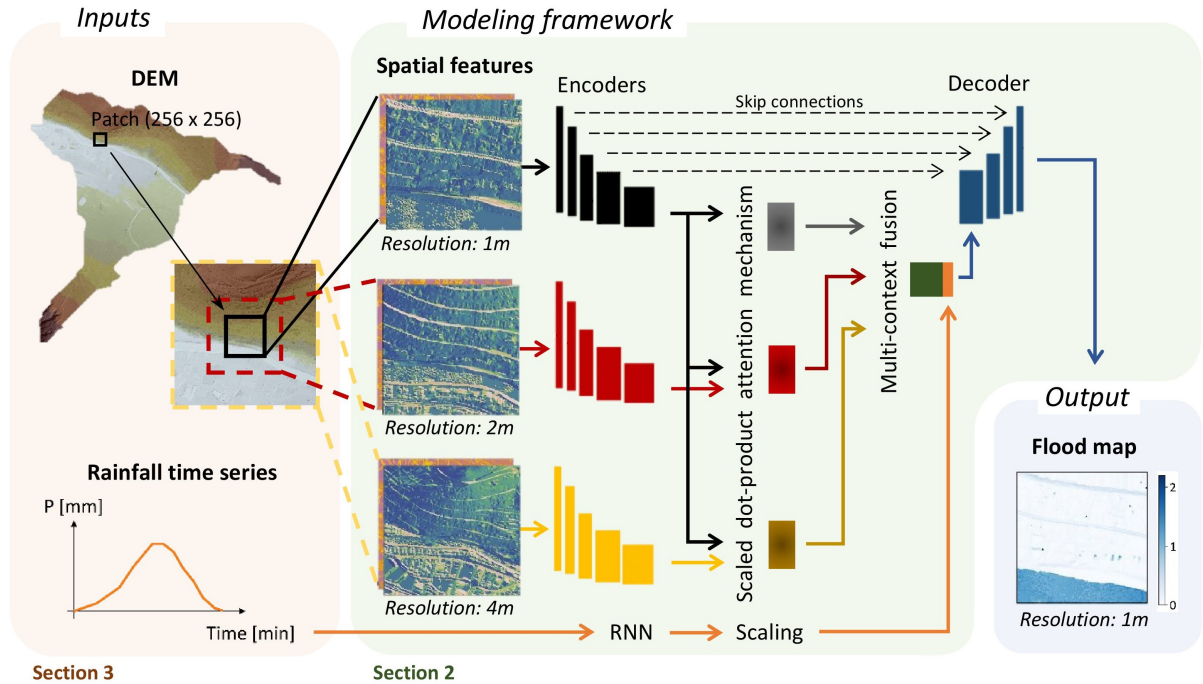 Inputs
DEM
Patch (256 x 256)
Rainfall time series
P [mm]
Time [min]
Section 3
Modeling framework
Spatial features
Resolution: 1m
Resolution: 2m
Resolution: 4m
Encoders
Skip connections
Decoder
Scaled dot-product attention mechanism
Multi-context fusion
RNN
Scaling
Section 2
Output
Flood map
2
1
0
Resolution: 1m